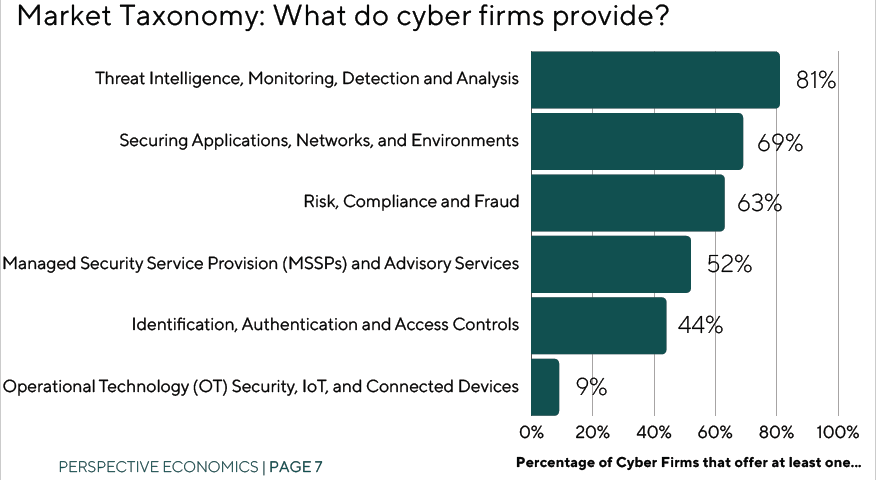 Market Taxonomy: What do cyber firms provide?
Threat Intelligence, Monitoring, Detection and Analysis 81%
Securing Applications, Networks, and Environments 69%
Risk, Compliance and Fraud 63%
Managed Security Service Provision (MSSPs) and Advisory Services 52%
Identification, Authentication and Access Controls 44%
Operational Technology (OT) Security, IoT, and Connected Devices 9%
0% 20% 40% 60% 80% 100%
Percentage of Cyber Firms that offer at least one...
PERSPECTIVE ECONOMICS | PAGE 7